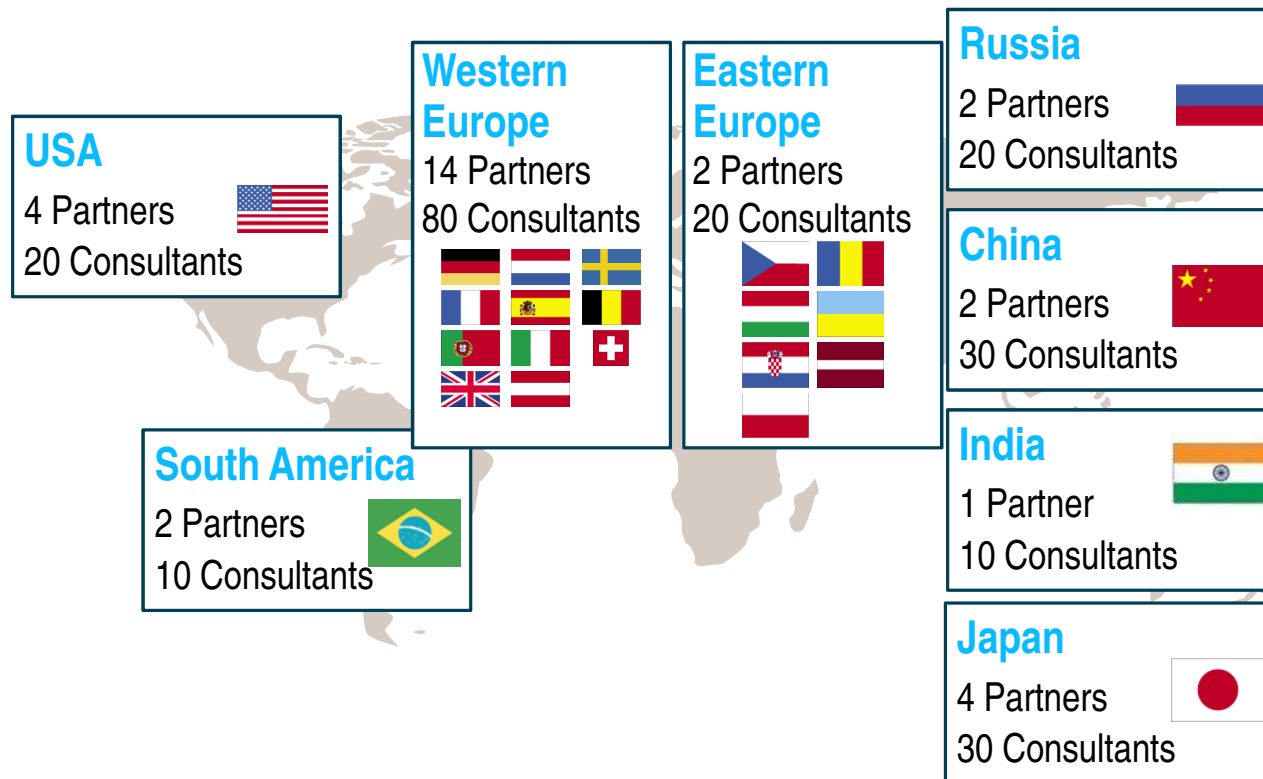 USA
4 Partners
20 Consultants
South America
2 Partners
10 Consultants
Western
Europe
14 Partners
80 Consultants
Eastern
Europe
2 Partners
20 Consultants
Russia
2 Partners
20 Consultants
China
2 Partners
30 Consultants
India
1 Partner
10 Consultants
Japan
4 Partners
30 Consultants